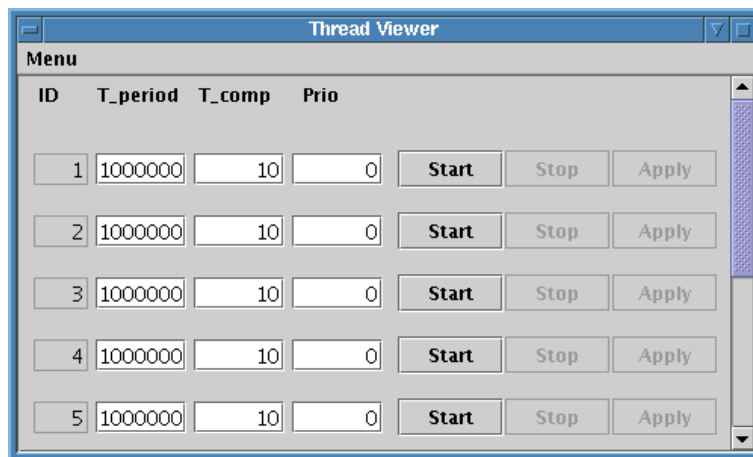 Thread Viewer
Menu
ID T_period T_comp Prio
1 1000000 10 0 Start Stop Apply
2 1000000 10 0 Start Stop Apply
3 1000000 10 0 Start Stop Apply
4 1000000 10 0 Start Stop Apply
5 1000000 10 0 Start Stop Apply